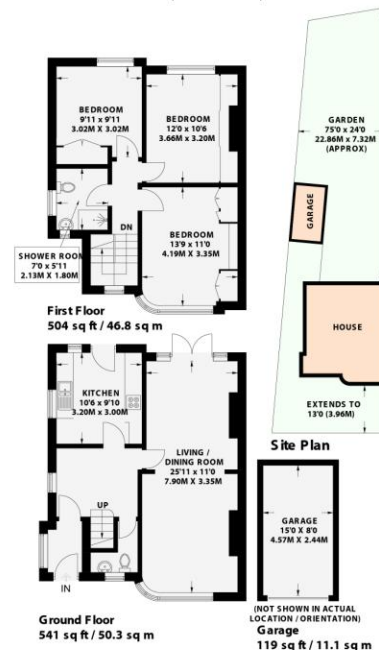 BEDROOM
9'11 x 9'11
3.02M X 3.02M
BEDROOM
12'0 x 10'6
3.66M X 3.20M
BEDROOM
13'9 x 11'0
4.19M X 3.35M
DN
SHOWER ROOM
7'0 x 5'11
2.13M X 1.80M
First Floor
504 sq ft / 46.8 sq m
KITCHEN
10'6 x 9'10
3.20M X 3.00M
LIVING /
DINING ROOM
25'11 x 11'0
7.90M X 3.35M
UP
IN
Ground Floor
541 sq ft / 50.3 sq m
GARDEN
75'0 x 24'0
22.86M x 7.32M
(APPROX)
GARAGE
HOUSE
EXTENDS TO
13'0 (3.96M)
Site Plan
GARAGE
15'0 X 8'0
4.57M X 2.44M
(NOT SHOWN IN ACTUAL
LOCATION / ORIENTATION)
Garage
119 sq ft / 11.1 sq m